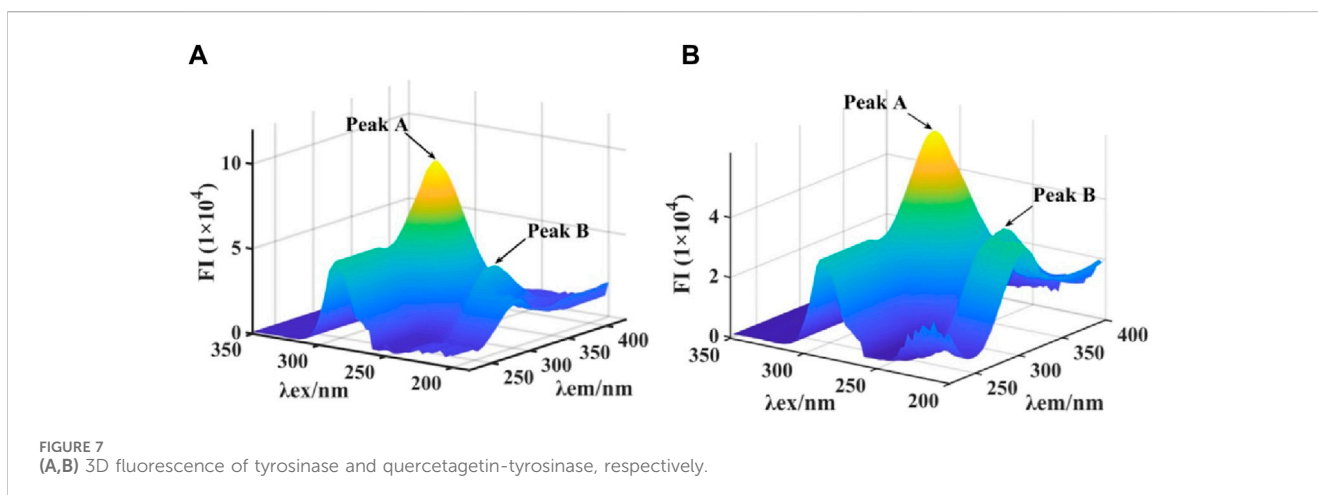 A
B
Peak A
Peak A
Peak B
Peak B
FI (1×10⁴)
10
5
0
350
300
250
200
λex/nm
250
300
350
400
λem/nm
FI (1×10⁴)
4
2
0
350
300
250
200
λex/nm
250
300
350
400
λem/nm
FIGURE 7
(A,B) 3D fluorescence of tyrosinase and quercetagetin-tyrosinase, respectively.